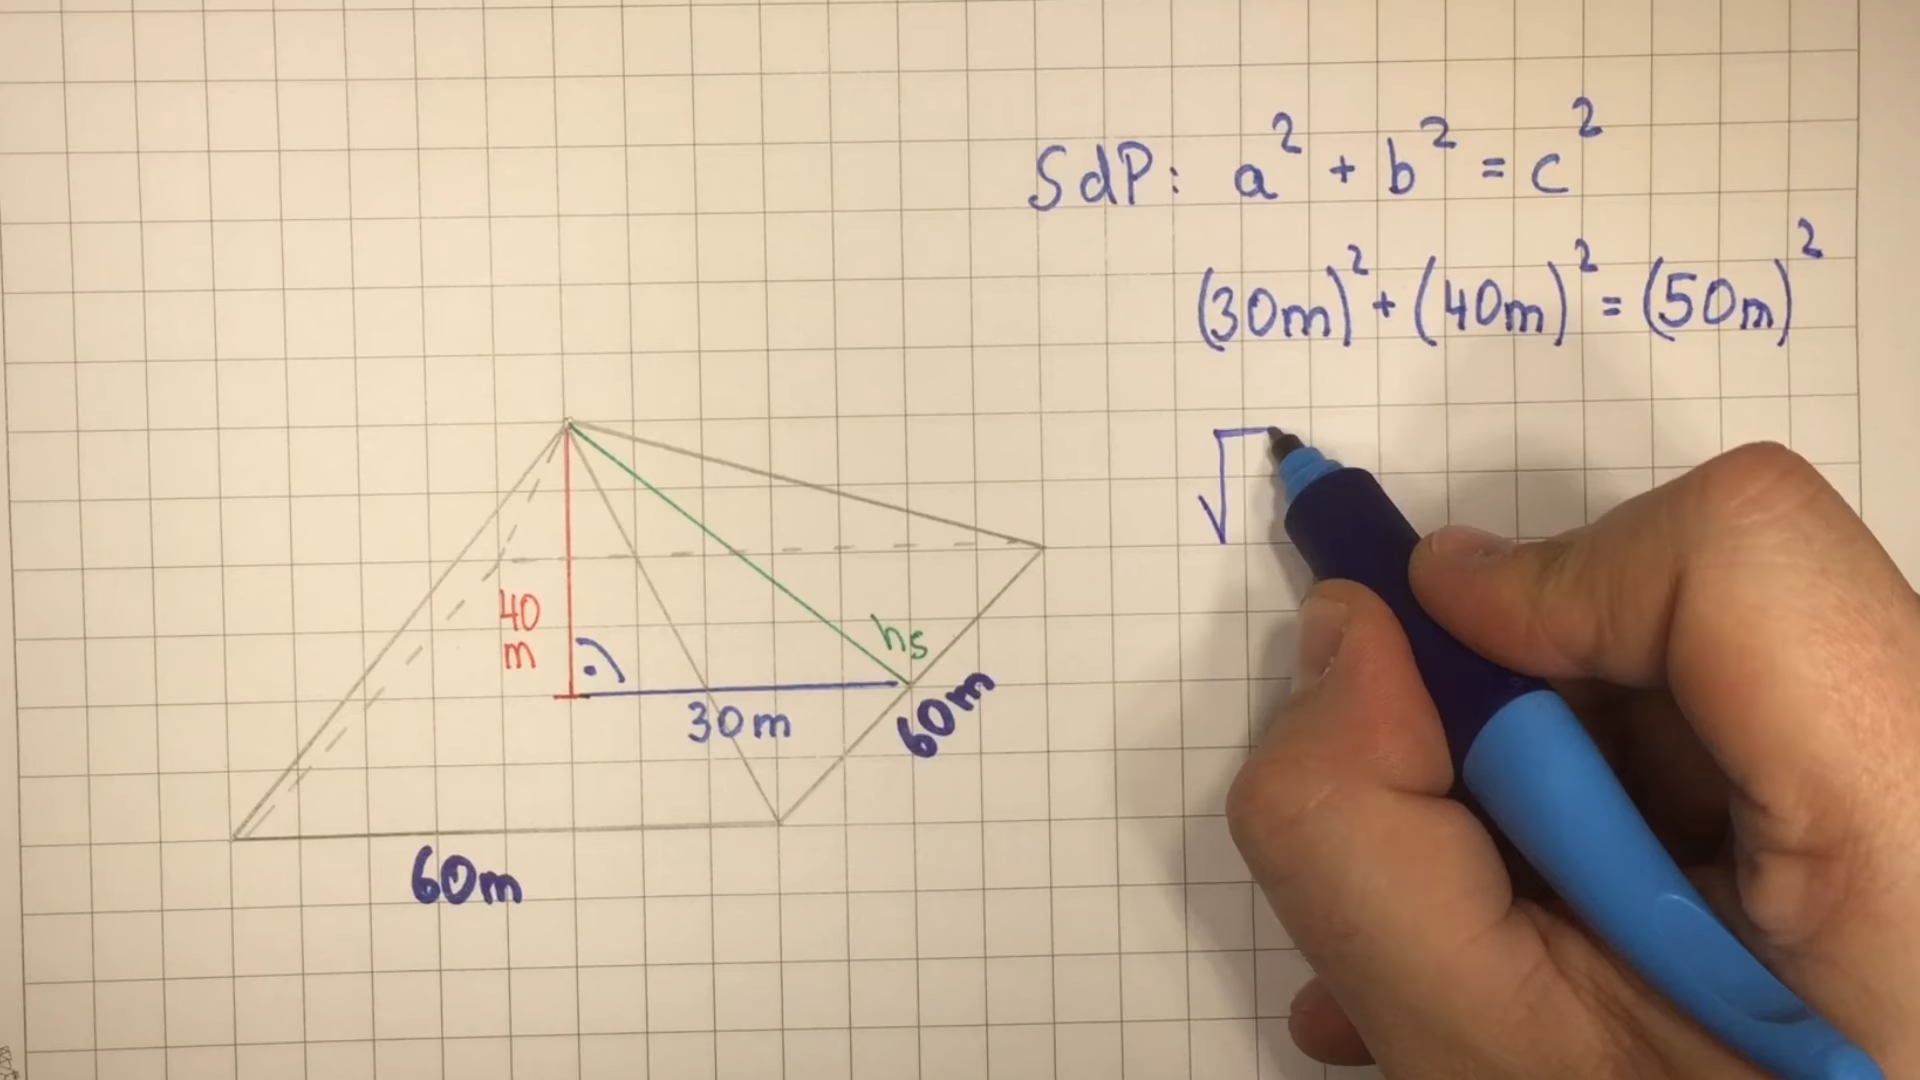 SdP: a² + b² = c²
(30m)² + (40m)² = (50m)²
√
40
m
hs
30m
60m
60m